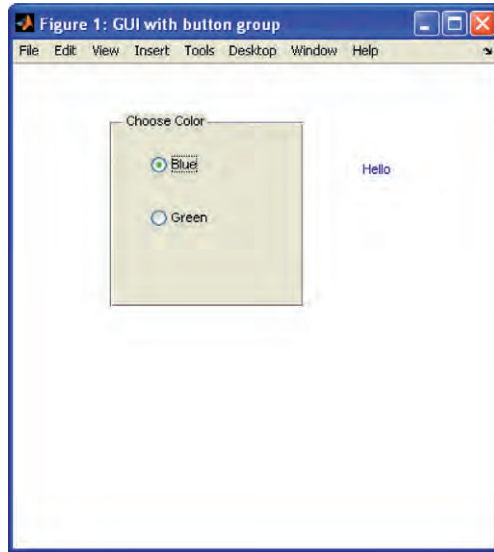 Figure 1: GUI with button group
File Edit View Insert Tools Desktop Window Help
Choose Color
Blue
Hello
Green